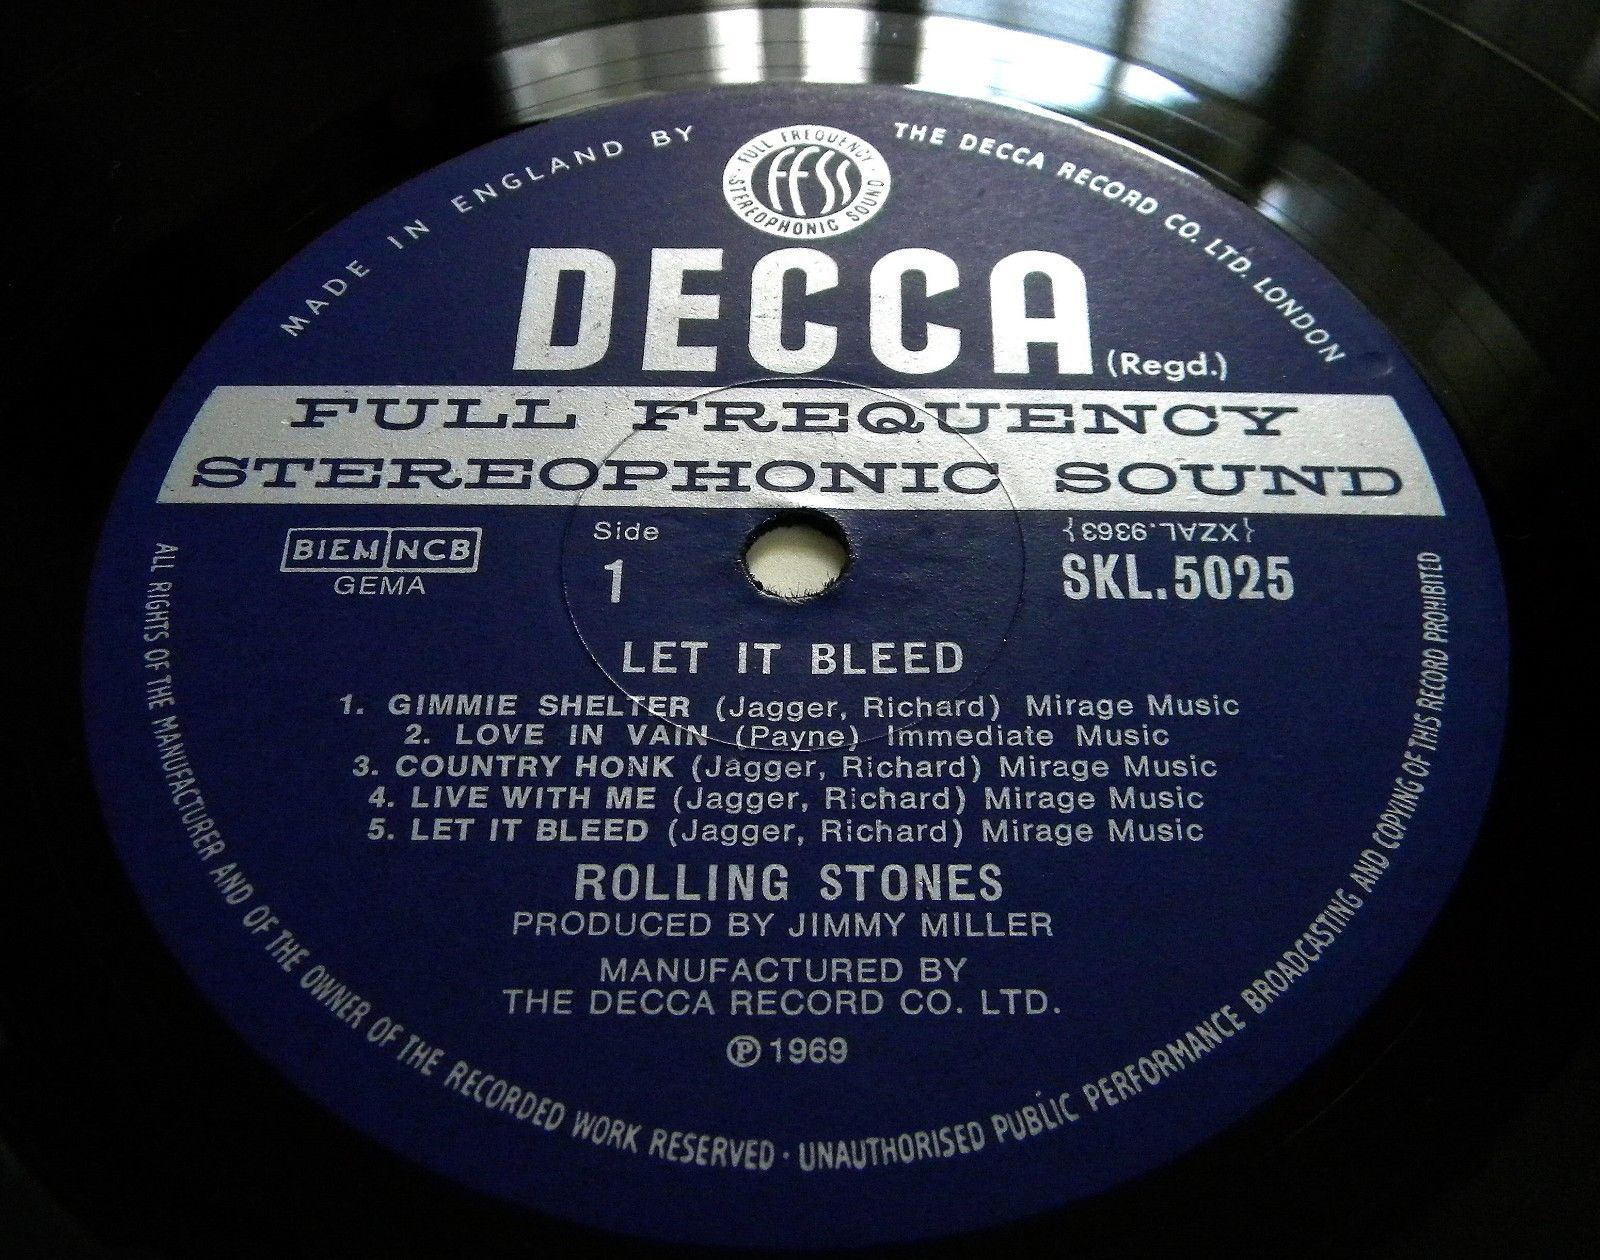 MADE IN ENGLAND BY
THE DECCA RECORD CO. LTD. LONDON
FULL FREQUENCY
FFSS
STEREOPHONIC SOUND
DECCA (Regd.)
FULL FREQUENCY
STEREOPHONIC SOUND
BIEM NCB
GEMA
Side
1
{XZAL.9363}
SKL.5025
LET IT BLEED
1. GIMMIE SHELTER (Jagger, Richard) Mirage Music
2. LOVE IN VAIN (Payne) Immediate Music
3. COUNTRY HONK (Jagger, Richard) Mirage Music
4. LIVE WITH ME (Jagger, Richard) Mirage Music
5. LET IT BLEED (Jagger, Richard) Mirage Music
ROLLING STONES
PRODUCED BY JIMMY MILLER
MANUFACTURED BY
THE DECCA RECORD CO. LTD.
Ⓟ 1969
ALL RIGHTS OF THE MANUFACTURER AND OF THE OWNER OF THE RECORDED WORK RESERVED · UNAUTHORISED PUBLIC PERFORMANCE BROADCASTING AND COPYING OF THIS RECORD PROHIBITED